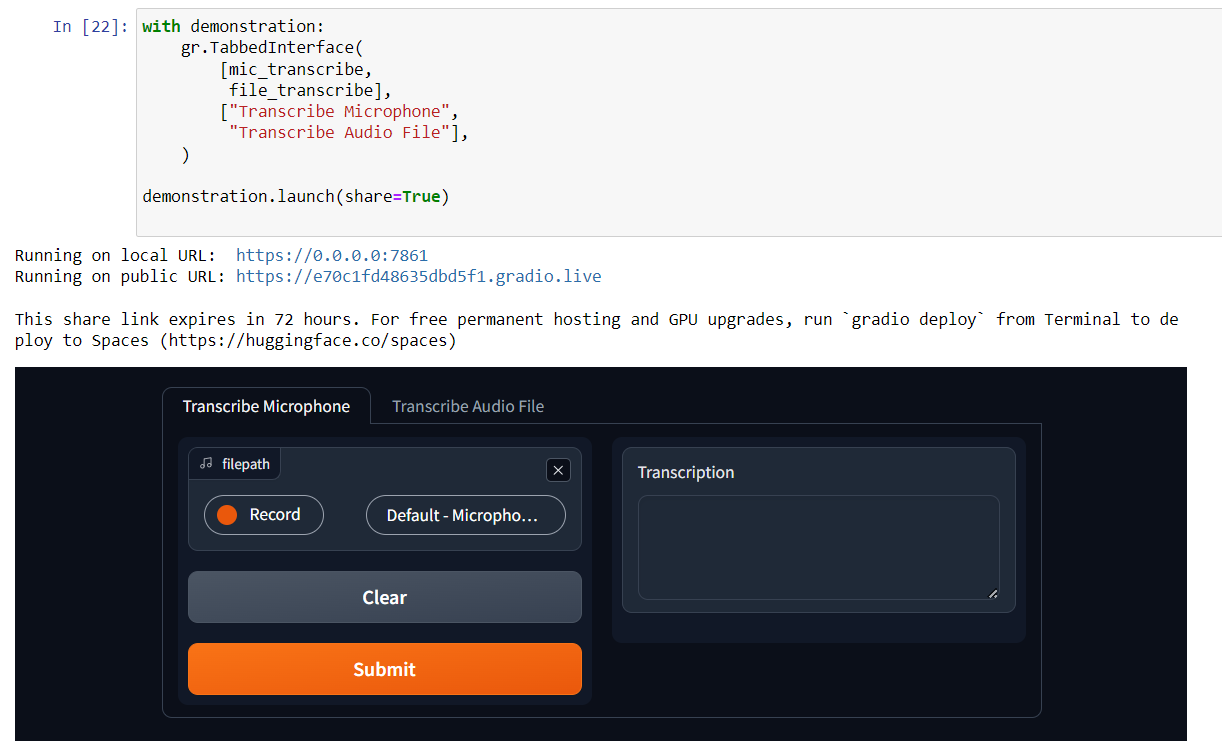 In [22]:
with demonstration:
    gr.TabbedInterface(
        [mic_transcribe,
         file_transcribe],
        ["Transcribe Microphone",
         "Transcribe Audio File"],
    )

demonstration.launch(share=True)
Running on local URL:  https://0.0.0.0:7861
Running on public URL: https://e70c1fd48635dbd5f1.gradio.live

This share link expires in 72 hours. For free permanent hosting and GPU upgrades, run `gradio deploy` from Terminal to de
ploy to Spaces (https://huggingface.co/spaces)
Transcribe Microphone
Transcribe Audio File
filepath
Record
Default - Micropho…
Clear
Submit
Transcription